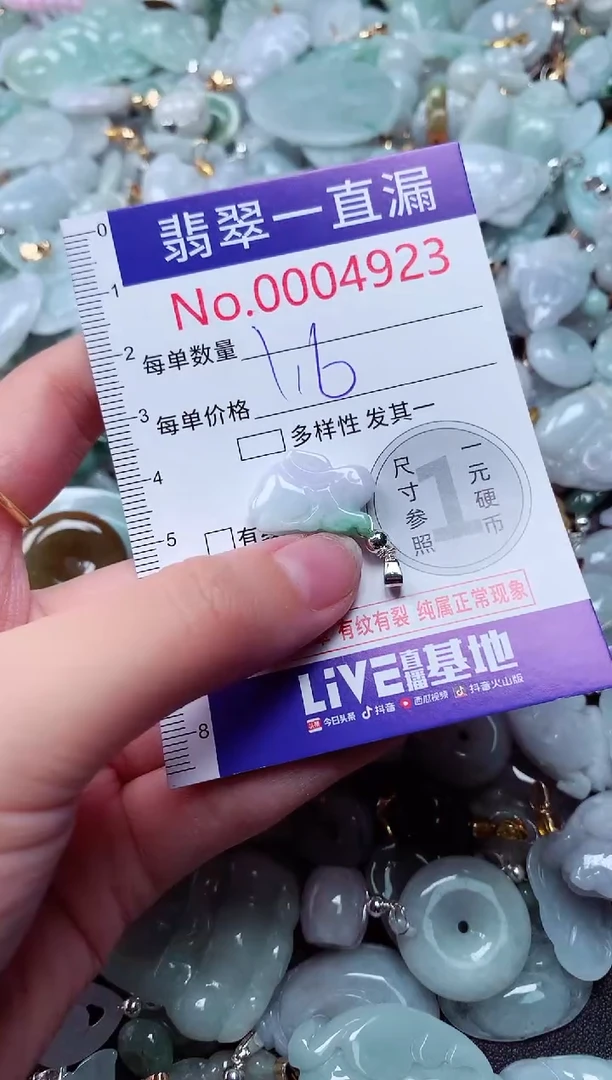 翡翠一直漏
No.0004923
每单数量
1,16
每单价格
多样性 发其一
尺寸参照
1
一元硬币
有纹有裂 纯属正常现象
LiVE直播基地
今日头条 抖音 西瓜视频 抖音火山版
0
1
2
3
4
5
8